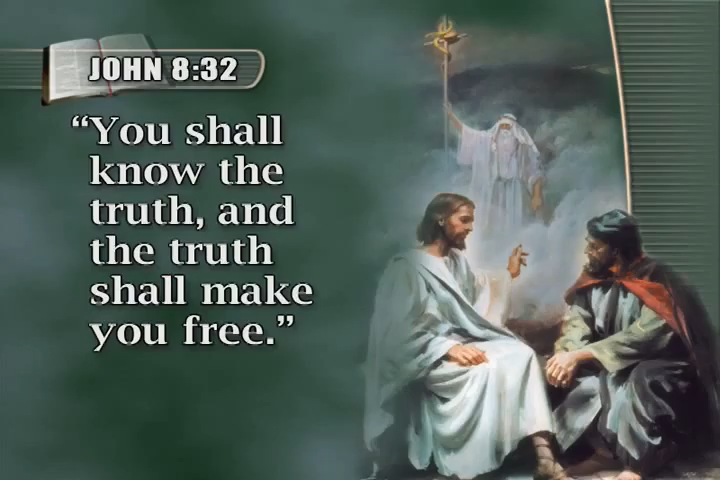 JOHN 8:32
“You shall
know the
truth, and
the truth
shall make
you free.”